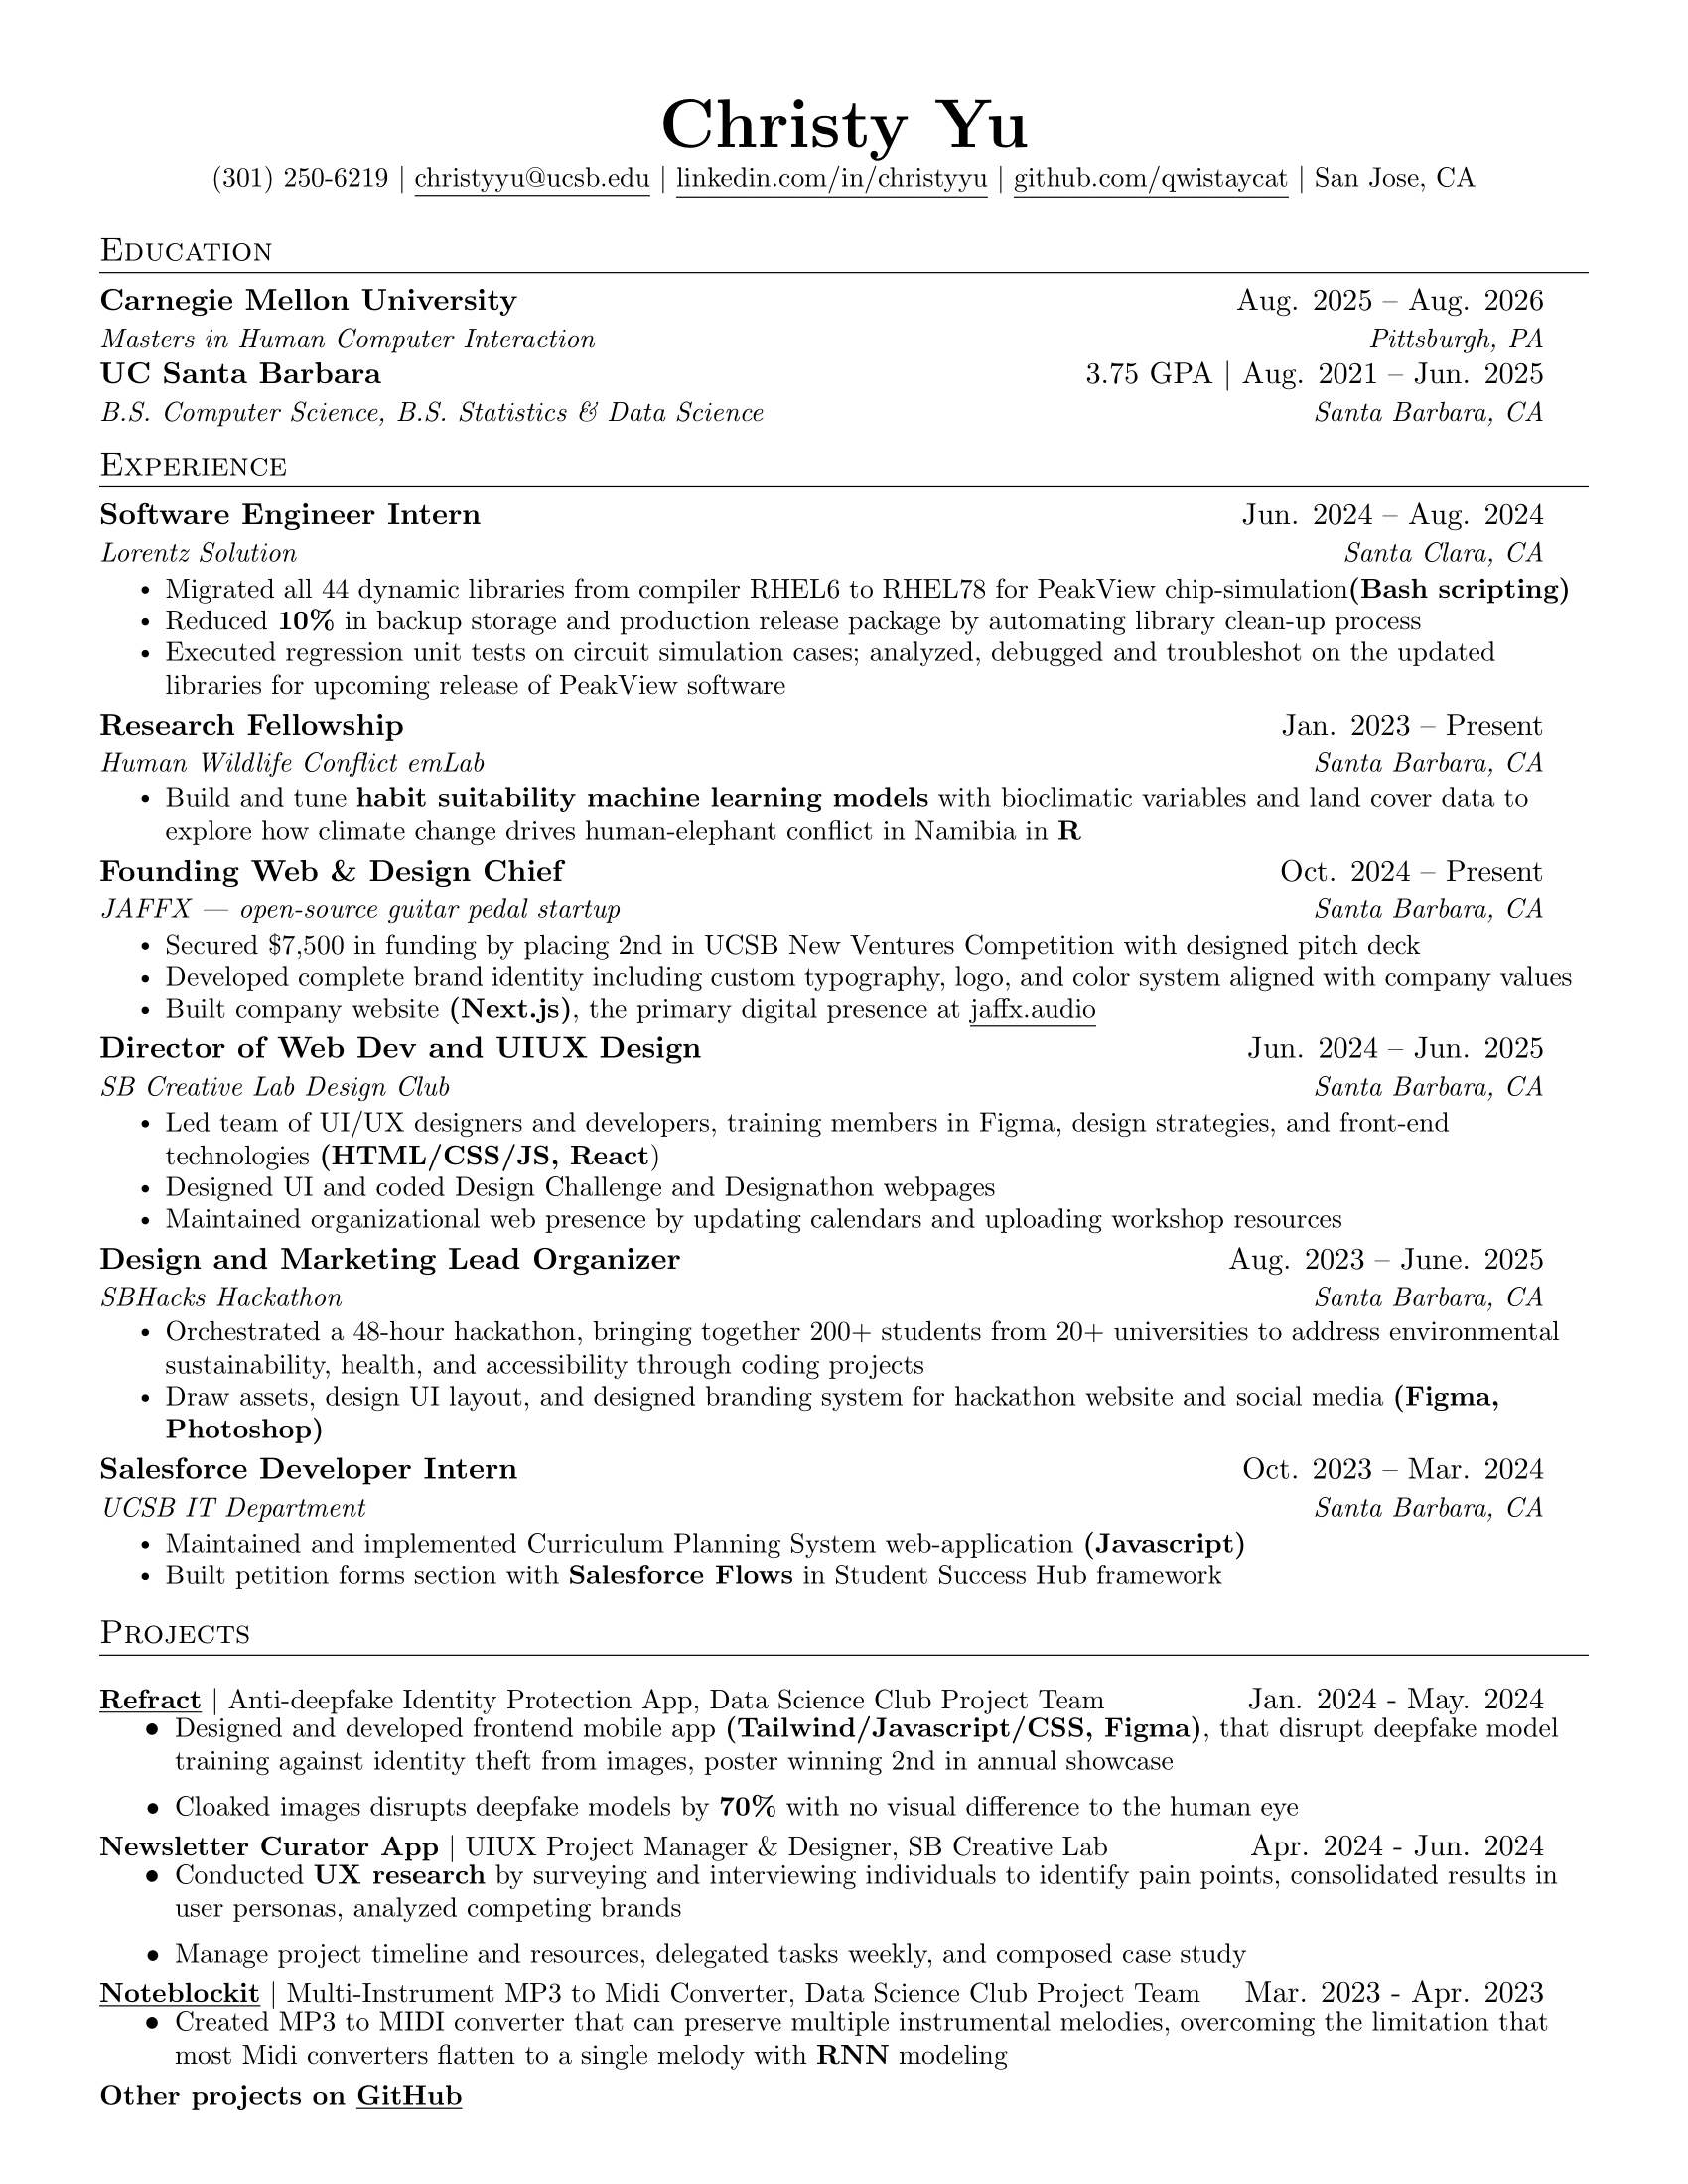 Christy Yu
(301) 250-6219 | christyyu@ucsb.edu | linkedin.com/in/christyyu | github.com/qwistaycat | San Jose, CA
Education
Carnegie Mellon University Aug. 2025 – Aug. 2026
Masters in Human Computer Interaction Pittsburgh, PA
UC Santa Barbara 3.75 GPA | Aug. 2021 – Jun. 2025
B.S. Computer Science, B.S. Statistics & Data Science Santa Barbara, CA
Experience
Software Engineer Intern Jun. 2024 – Aug. 2024
Lorentz Solution Santa Clara, CA
• Migrated all 44 dynamic libraries from compiler RHEL6 to RHEL78 for PeakView chip-simulation(Bash scripting)
• Reduced 10% in backup storage and production release package by automating library clean-up process
• Executed regression unit tests on circuit simulation cases; analyzed, debugged and troubleshot on the updated
libraries for upcoming release of PeakView software
Research Fellowship Jan. 2023 – Present
Human Wildlife Conflict emLab Santa Barbara, CA
• Build and tune habit suitability machine learning models with bioclimatic variables and land cover data to
explore how climate change drives human-elephant conflict in Namibia in R
Founding Web & Design Chief Oct. 2024 – Present
JAFFX — open-source guitar pedal startup Santa Barbara, CA
• Secured $7,500 in funding by placing 2nd in UCSB New Ventures Competition with designed pitch deck
• Developed complete brand identity including custom typography, logo, and color system aligned with company values
• Built company website (Next.js), the primary digital presence at jaffx.audio
Director of Web Dev and UIUX Design Jun. 2024 – Jun. 2025
SB Creative Lab Design Club Santa Barbara, CA
• Led team of UI/UX designers and developers, training members in Figma, design strategies, and front-end
technologies (HTML/CSS/JS, React)
• Designed UI and coded Design Challenge and Designathon webpages
• Maintained organizational web presence by updating calendars and uploading workshop resources
Design and Marketing Lead Organizer Aug. 2023 – June. 2025
SBHacks Hackathon Santa Barbara, CA
• Orchestrated a 48-hour hackathon, bringing together 200+ students from 20+ universities to address environmental
sustainability, health, and accessibility through coding projects
• Draw assets, design UI layout, and designed branding system for hackathon website and social media (Figma,
Photoshop)
Salesforce Developer Intern Oct. 2023 – Mar. 2024
UCSB IT Department Santa Barbara, CA
• Maintained and implemented Curriculum Planning System web-application (Javascript)
• Built petition forms section with Salesforce Flows in Student Success Hub framework
Projects
Refract | Anti-deepfake Identity Protection App, Data Science Club Project Team Jan. 2024 - May. 2024
• Designed and developed frontend mobile app (Tailwind/Javascript/CSS, Figma), that disrupt deepfake model
training against identity theft from images, poster winning 2nd in annual showcase
• Cloaked images disrupts deepfake models by 70% with no visual difference to the human eye
Newsletter Curator App | UIUX Project Manager & Designer, SB Creative Lab Apr. 2024 - Jun. 2024
• Conducted UX research by surveying and interviewing individuals to identify pain points, consolidated results in
user personas, analyzed competing brands
• Manage project timeline and resources, delegated tasks weekly, and composed case study
Noteblockit | Multi-Instrument MP3 to Midi Converter, Data Science Club Project Team Mar. 2023 - Apr. 2023
• Created MP3 to MIDI converter that can preserve multiple instrumental melodies, overcoming the limitation that
most Midi converters flatten to a single melody with RNN modeling
Other projects on GitHub